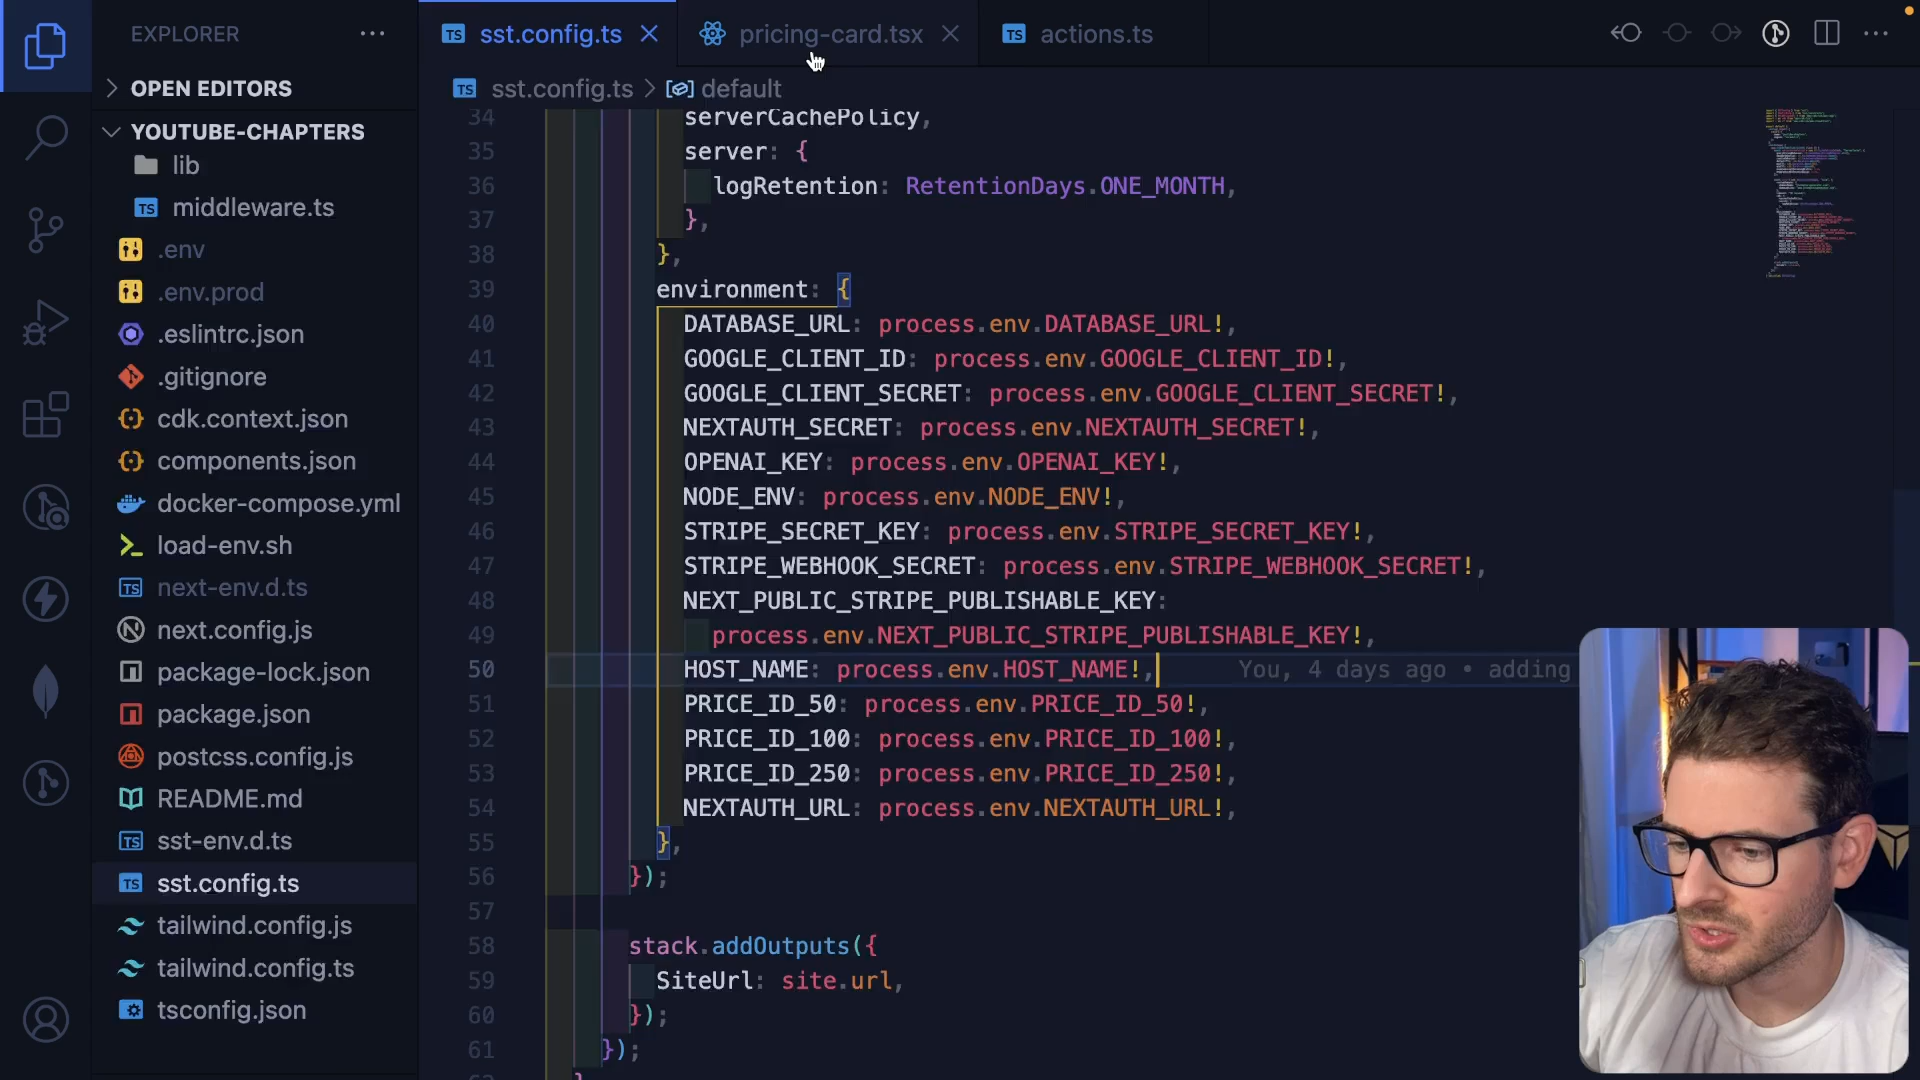 EXPLORER
OPEN EDITORS
YOUTUBE-CHAPTERS
lib
TS middleware.ts
.env
.env.prod
.eslintrc.json
.gitignore
cdk.context.json
components.json
docker-compose.yml
load-env.sh
TS next-env.d.ts
next.config.js
package-lock.json
package.json
postcss.config.js
README.md
TS sst-env.d.ts
TS sst.config.ts
tailwind.config.js
tailwind.config.ts
tsconfig.json
TS sst.config.ts
pricing-card.tsx
TS actions.ts
TS sst.config.ts > default
34 serverCachePolicy,
35 server: {
36 logRetention: RetentionDays.ONE_MONTH,
37 },
38 },
39 environment: {
40 DATABASE_URL: process.env.DATABASE_URL!,
41 GOOGLE_CLIENT_ID: process.env.GOOGLE_CLIENT_ID!,
42 GOOGLE_CLIENT_SECRET: process.env.GOOGLE_CLIENT_SECRET!,
43 NEXTAUTH_SECRET: process.env.NEXTAUTH_SECRET!,
44 OPENAI_KEY: process.env.OPENAI_KEY!,
45 NODE_ENV: process.env.NODE_ENV!,
46 STRIPE_SECRET_KEY: process.env.STRIPE_SECRET_KEY!,
47 STRIPE_WEBHOOK_SECRET: process.env.STRIPE_WEBHOOK_SECRET!,
48 NEXT_PUBLIC_STRIPE_PUBLISHABLE_KEY:
49 process.env.NEXT_PUBLIC_STRIPE_PUBLISHABLE_KEY!,
50 HOST_NAME: process.env.HOST_NAME!, You, 4 days ago • adding
51 PRICE_ID_50: process.env.PRICE_ID_50!,
52 PRICE_ID_100: process.env.PRICE_ID_100!,
53 PRICE_ID_250: process.env.PRICE_ID_250!,
54 NEXTAUTH_URL: process.env.NEXTAUTH_URL!,
55 },
56 });
57
58 stack.addOutputs({
59 SiteUrl: site.url,
60 });
61 });